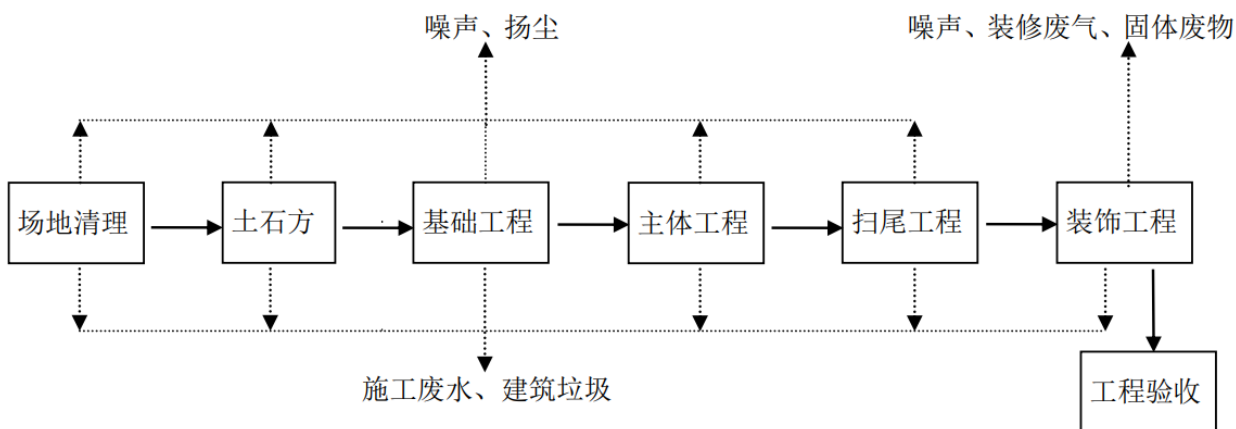 噪声、扬尘
噪声、装修废气、固体废物
场地清理
土石方
基础工程
主体工程
扫尾工程
装饰工程
施工废水、建筑垃圾
工程验收